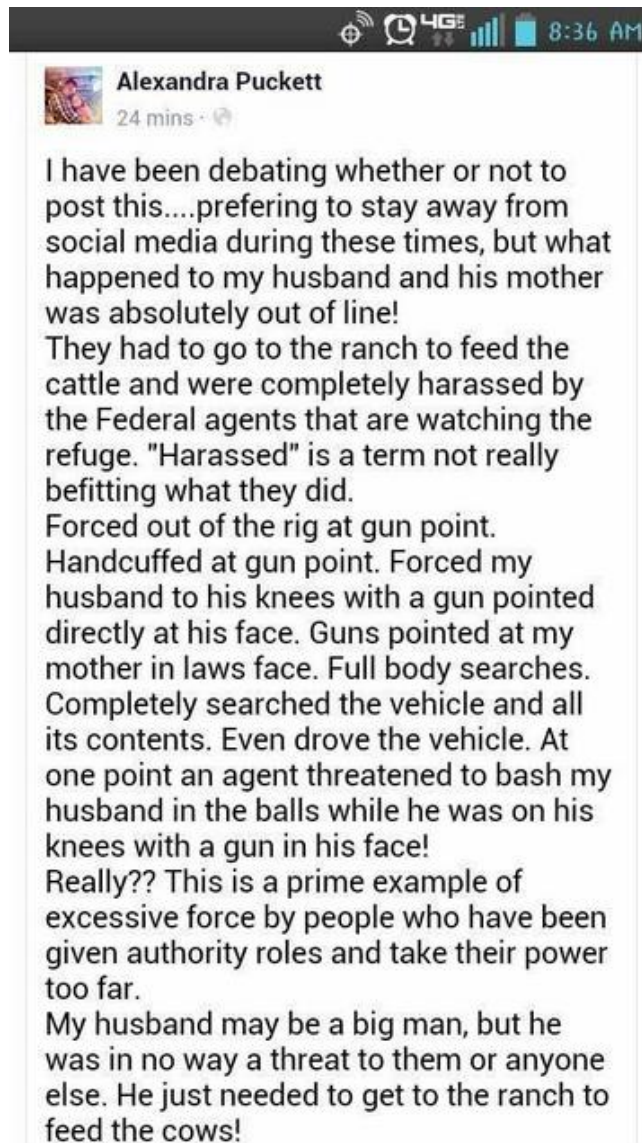 4G LTE 8:36 AM
Alexandra Puckett
24 mins ·
I have been debating whether or not to
post this....prefering to stay away from
social media during these times, but what
happened to my husband and his mother
was absolutely out of line!
They had to go to the ranch to feed the
cattle and were completely harassed by
the Federal agents that are watching the
refuge. "Harassed" is a term not really
befitting what they did.
Forced out of the rig at gun point.
Handcuffed at gun point. Forced my
husband to his knees with a gun pointed
directly at his face. Guns pointed at my
mother in laws face. Full body searches.
Completely searched the vehicle and all
its contents. Even drove the vehicle. At
one point an agent threatened to bash my
husband in the balls while he was on his
knees with a gun in his face!
Really?? This is a prime example of
excessive force by people who have been
given authority roles and take their power
too far.
My husband may be a big man, but he
was in no way a threat to them or anyone
else. He just needed to get to the ranch to
feed the cows!